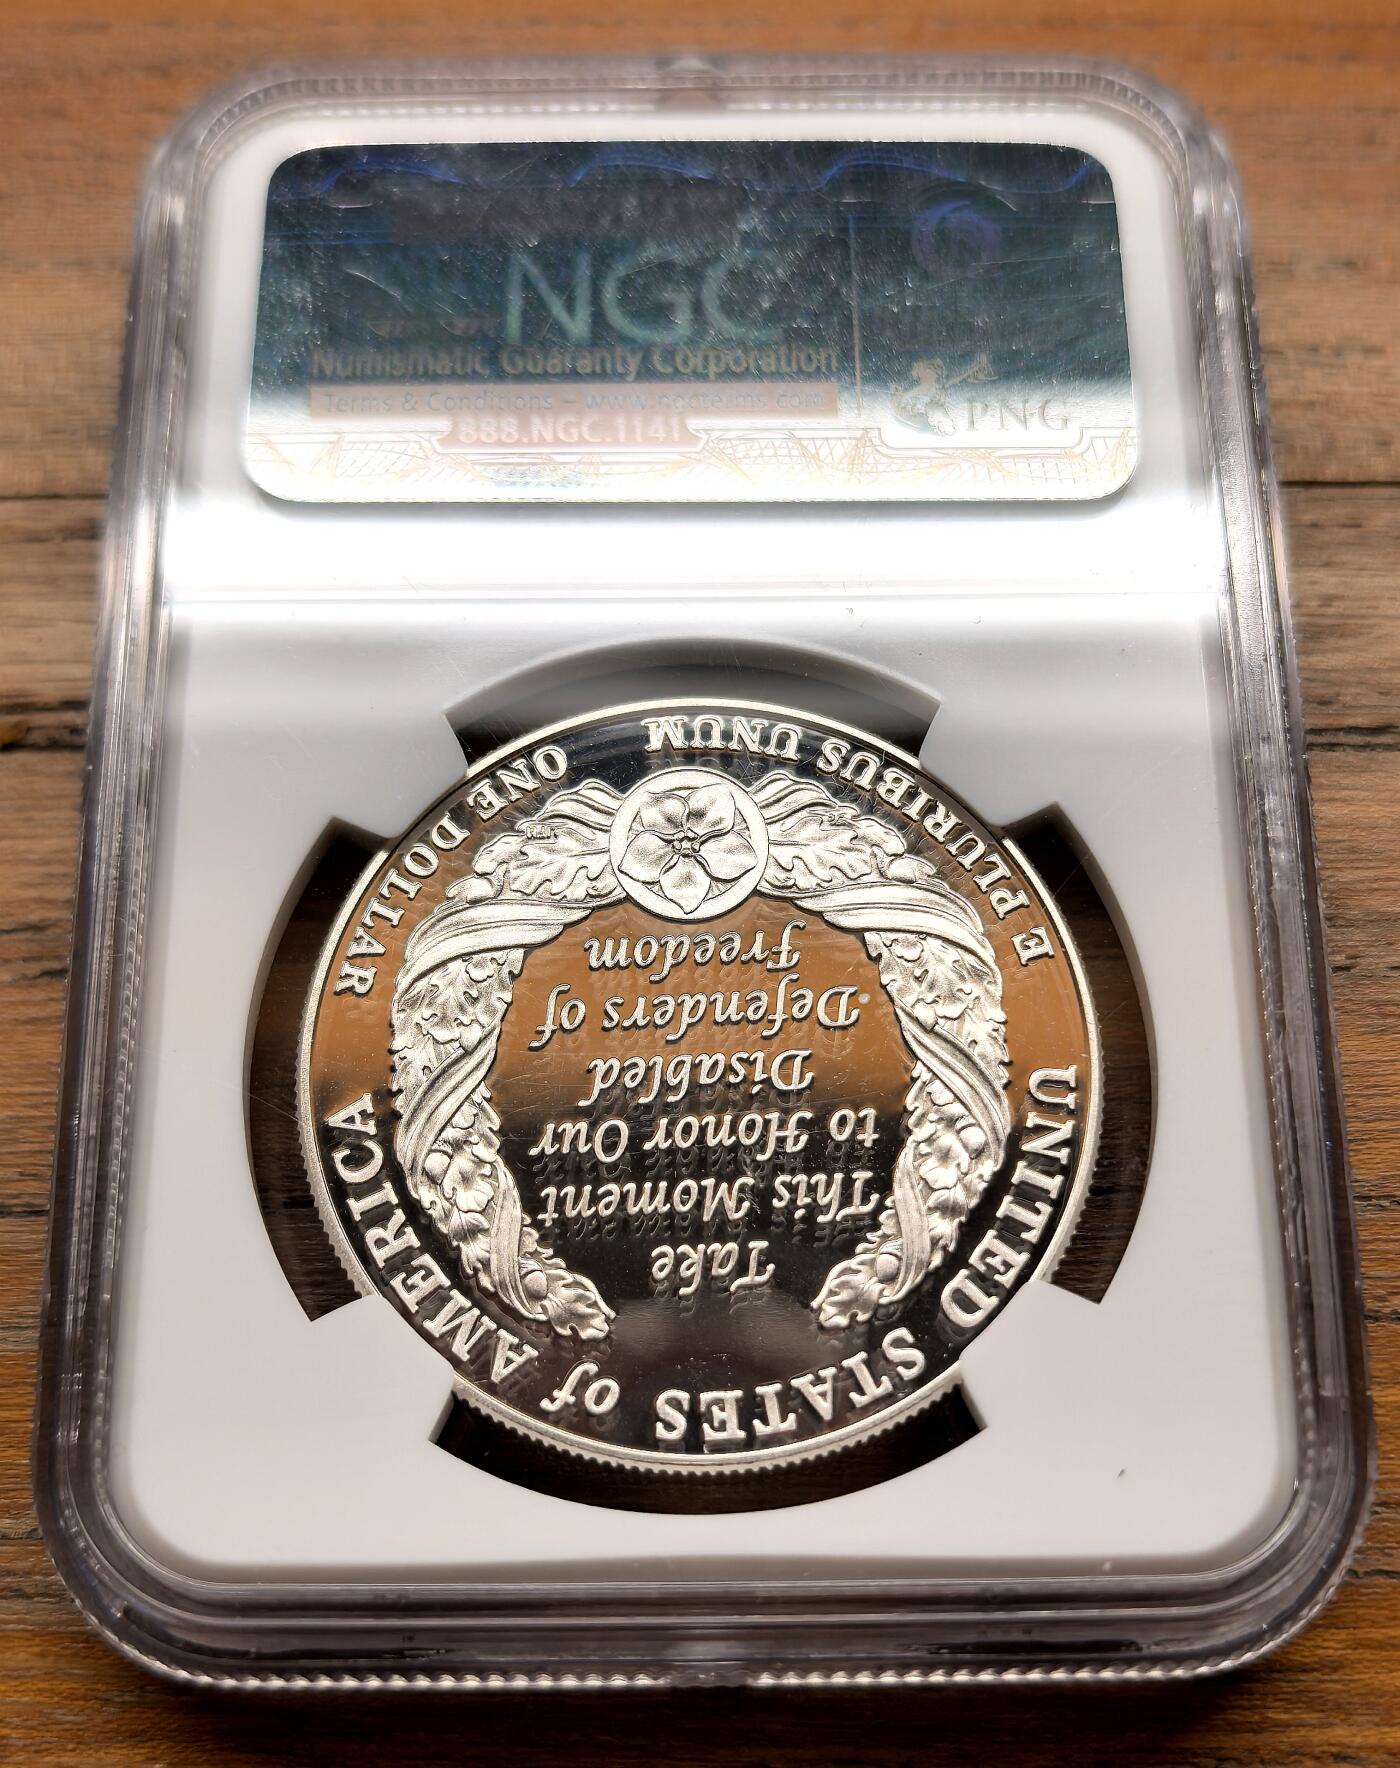 NGC
Numismatic Guaranty Corporation
Terms & Conditions – www.ngcterms.com
888.NGC.1141
PNG
UNITED STATES of AMERICA
Take
This Moment
to Honor Our
Disabled
Defenders of
Freedom
ONE DOLLAR
E PLURIBUS UNUM